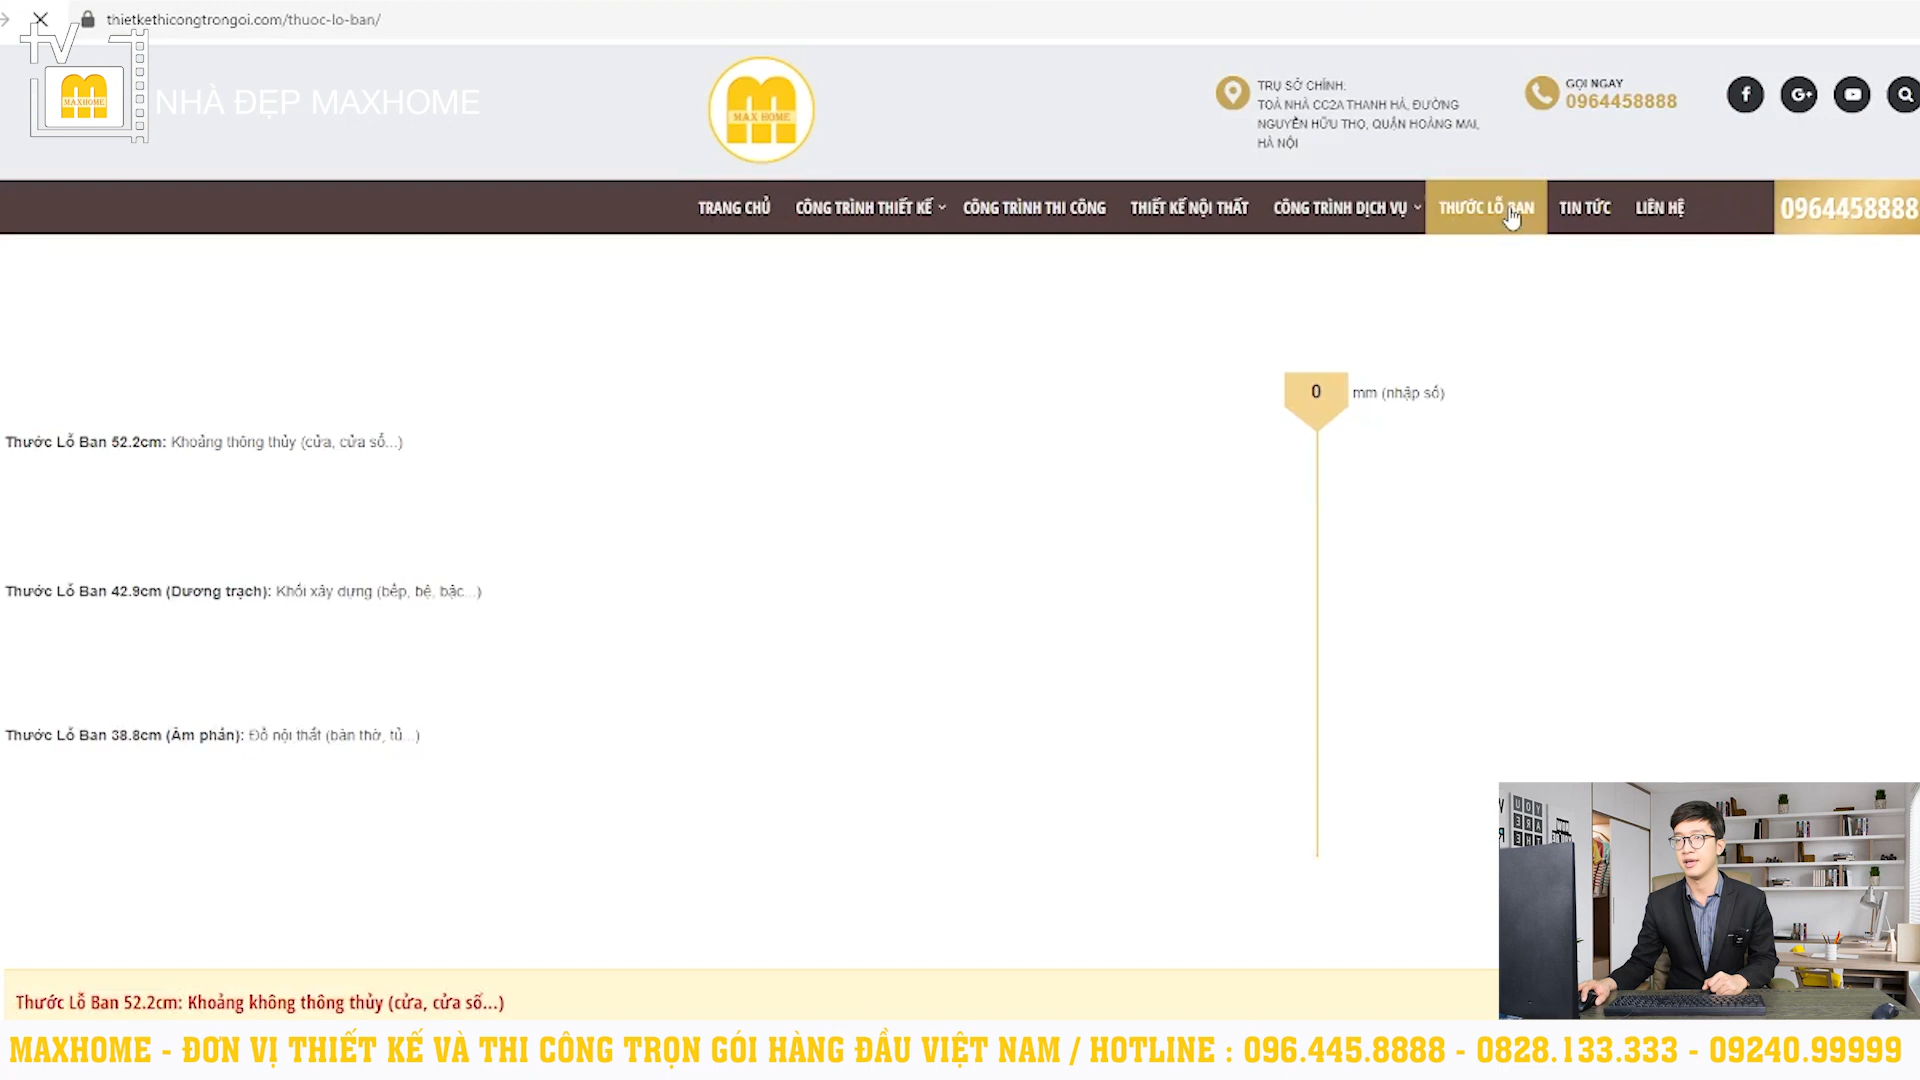 thietkethicongtrongoi.com/thuoc-lo-ban/
tv
MAXHOME
NHÀ ĐẸP MAXHOME
MAX HOME
TRỤ SỞ CHÍNH:
TOÀ NHÀ CC2A THANH HÀ, ĐƯỜNG
NGUYỄN HỮU THỌ, QUẬN HOÀNG MAI,
HÀ NỘI
GỌI NGAY
0964458888
TRANG CHỦ CÔNG TRÌNH THIẾT KẾ CÔNG TRÌNH THI CÔNG THIẾT KẾ NỘI THẤT CÔNG TRÌNH DỊCH VỤ THƯỚC LỖ BAN TIN TỨC LIÊN HỆ 0964458888
0 mm (nhập số)
Thước Lỗ Ban 52.2cm: Khoảng thông thủy (cửa, cửa sổ...)
Thước Lỗ Ban 42.9cm (Dương trạch): Khối xây dựng (bếp, bệ, bậc...)
Thước Lỗ Ban 38.8cm (Âm phần): Đồ nội thất (bàn thờ, tủ...)
Thước Lỗ Ban 52.2cm: Khoảng không thông thủy (cửa, cửa sổ...)
MAXHOME - ĐƠN VỊ THIẾT KẾ VÀ THI CÔNG TRỌN GÓI HÀNG ĐẦU VIỆT NAM / HOTLINE : 096.445.8888 - 0828.133.333 - 09240.99999